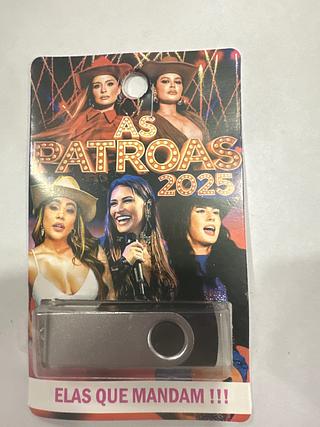 AS
PATROAS
2025
ELAS QUE MANDAM !!!